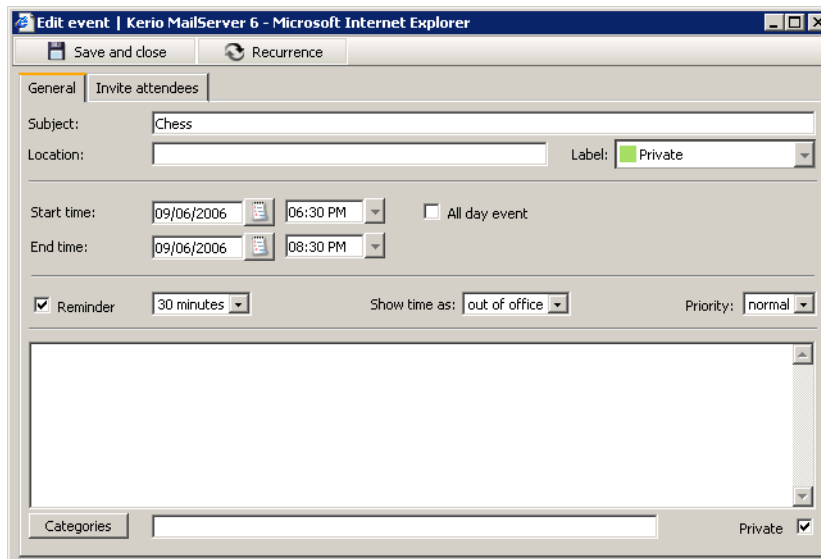 Edit event | Kerio MailServer 6 - Microsoft Internet Explorer
Save and close Recurrence
General Invite attendees
Subject: Chess
Location: Label: Private
Start time: 09/06/2006 06:30 PM All day event
End time: 09/06/2006 08:30 PM
Reminder 30 minutes Show time as: out of office Priority: normal
Categories Private